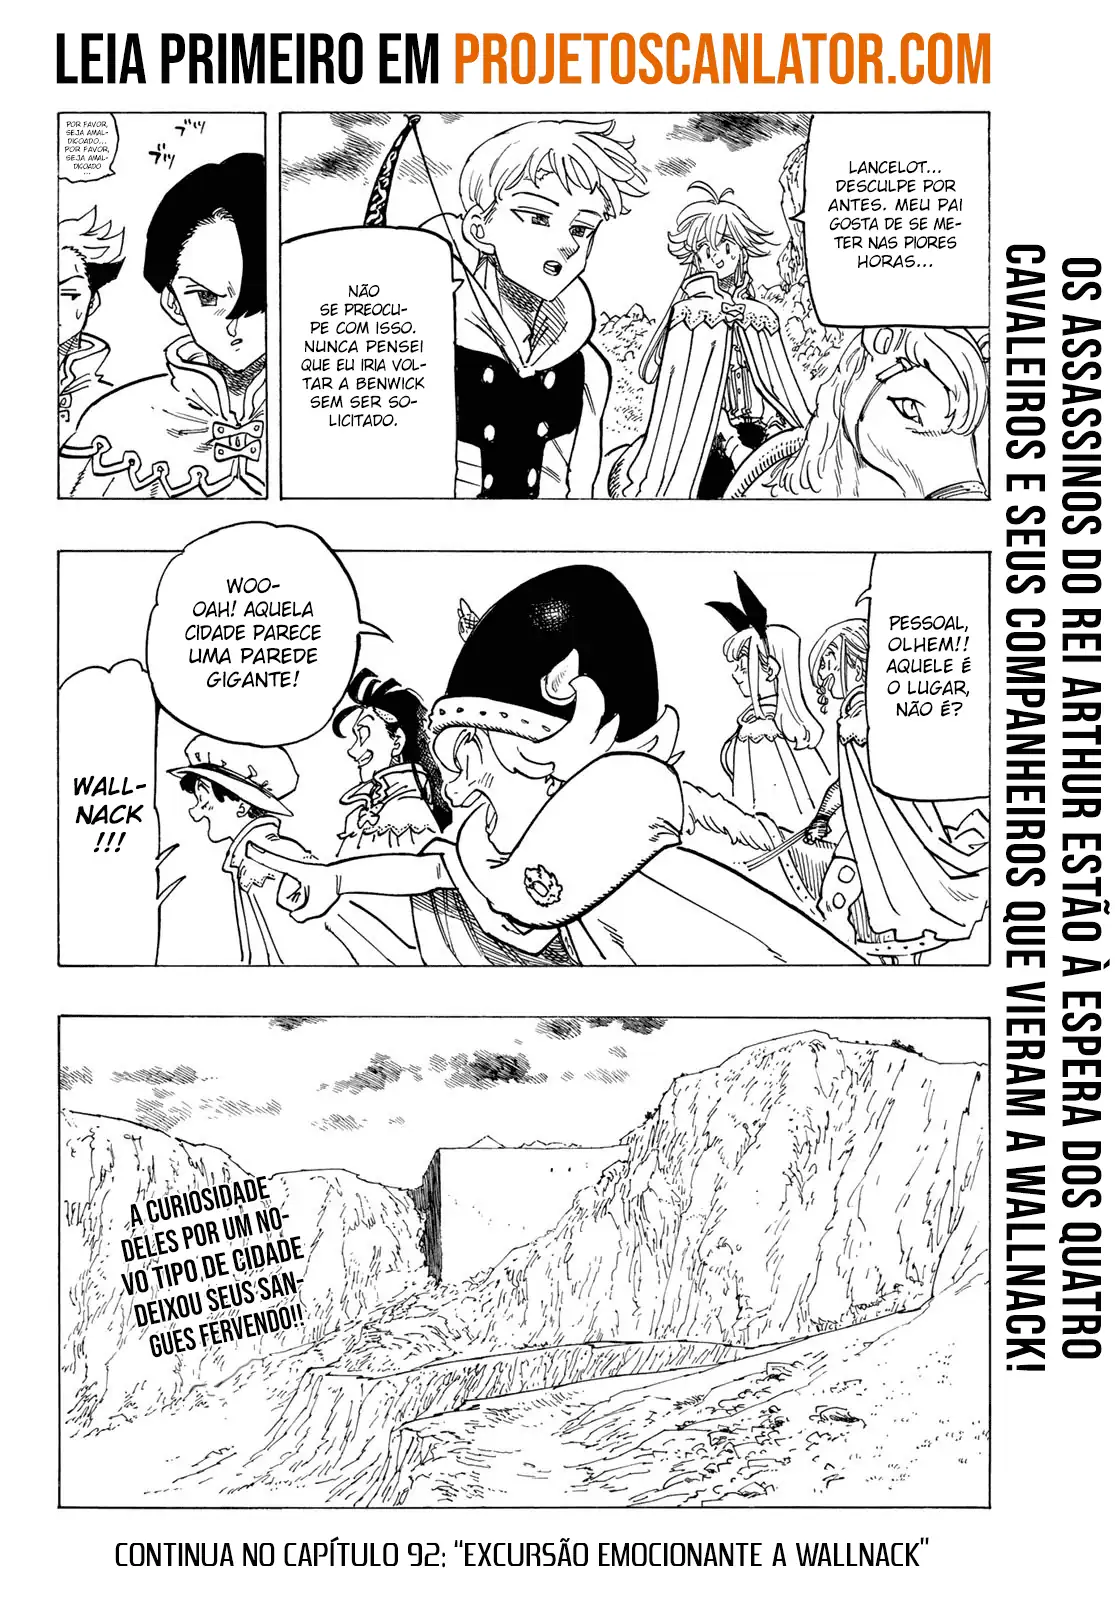 LEIA PRIMEIRO EM PROJETOSCANLATOR.COM
LANCELOT...
DESCULPE POR
ANTES. MEU PAI
GOSTA DE SE ME-
TER NAS PIORES
HORAS...
NÃO
SE PREOCU-
PE COM ISSO.
NUNCA PENSEI
QUE EU IRIA VOL-
TAR A BENWICK
SEM SER SO-
LICITADO.
POR FAVOR,
SEJA AMAL-
DIÇOADO...
POR FAVOR,
SEJA AMAL-
DIÇOADO
...
ブツ
ブツ
OS ASSASSINOS DO REI ARTHUR ESTÃO À ESPERA DOS QUATRO
CAVALEIROS E SEUS COMPANHEIROS QUE VIERAM A WALLNACK!
PESSOAL,
OLHEM!!
AQUELE É
O LUGAR,
NÃO É?
WOO-
OAH! AQUELA
CIDADE PARECE
UMA PAREDE
GIGANTE!
WALL-
NACK
!!!
A CURIOSIDADE
DELES POR UM NO-
VO TIPO DE CIDADE
DEIXOU SEUS SAN-
GUES FERVENDO!!
CONTINUA NO CAPÍTULO 92: "EXCURSÃO EMOCIONANTE A WALLNACK"